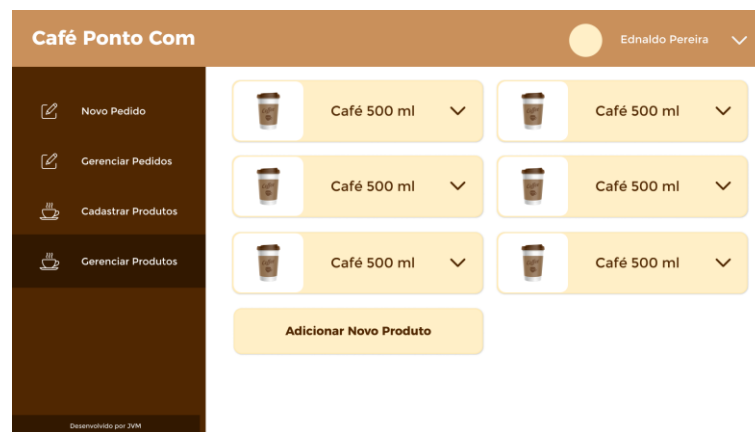 Café Ponto Com
Ednaldo Pereira
Novo Pedido
Gerenciar Pedidos
Cadastrar Produtos
Gerenciar Produtos
Café 500 ml
Café 500 ml
Café 500 ml
Café 500 ml
Café 500 ml
Café 500 ml
Adicionar Novo Produto
Desenvolvido por JVM